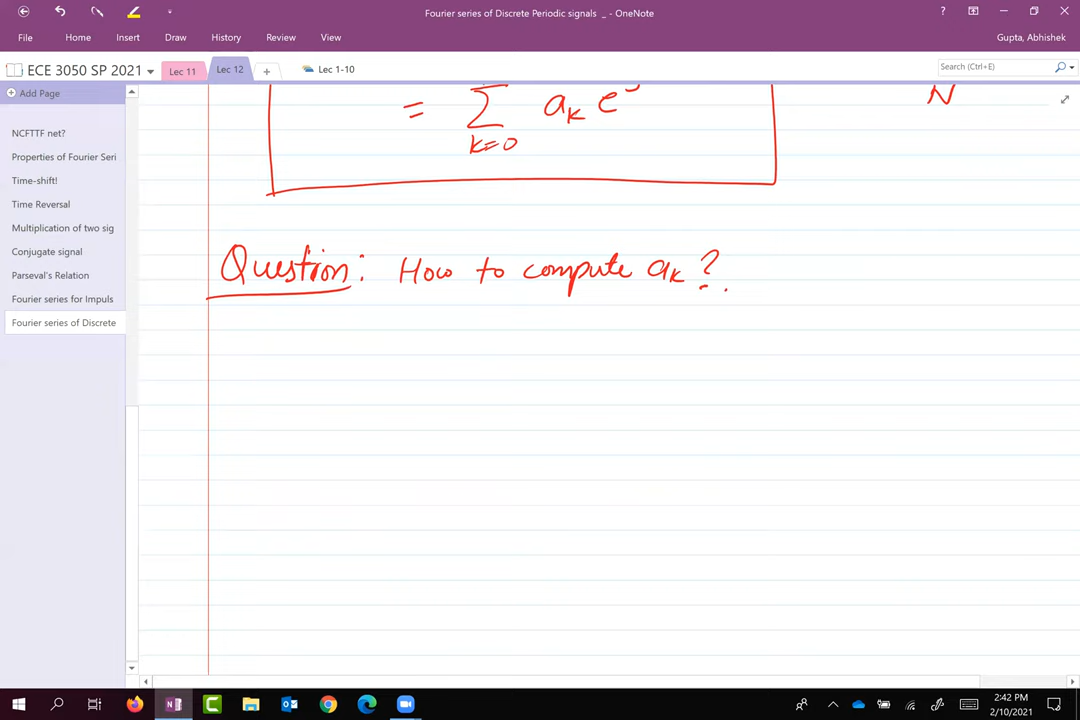 Fourier series of Discrete Periodic signals _ - OneNote
File Home Insert Draw History Review View
Gupta, Abhishek
ECE 3050 SP 2021
Lec 11
Lec 12
Lec 1-10
Search (Ctrl+E)
Add Page
NCFTTF net?
Properties of Fourier Seri
Time-shift!
Time Reversal
Multiplication of two sig
Conjugate signal
Parseval's Relation
Fourier series for Impuls
Fourier series of Discrete
N
= Σ aₖ e
k=0
Question: How to compute aₖ ?
2:42 PM
2/10/2021